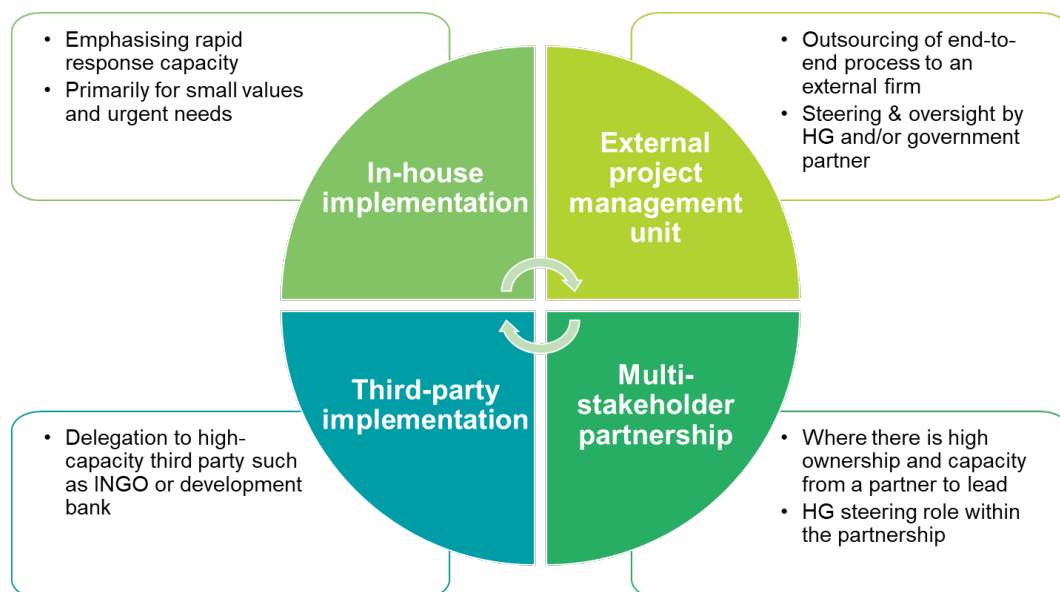 • Emphasising rapid
response capacity
• Primarily for small values
and urgent needs
In-house
implementation
• Outsourcing of end-to-
end process to an
external firm
• Steering & oversight by
HG and/or government
partner
External
project
management
unit
Third-party
implementation
• Delegation to high-
capacity third party such
as INGO or development
bank
Multi-
stakeholder
partnership
• Where there is high
ownership and capacity
from a partner to lead
• HG steering role within
the partnership